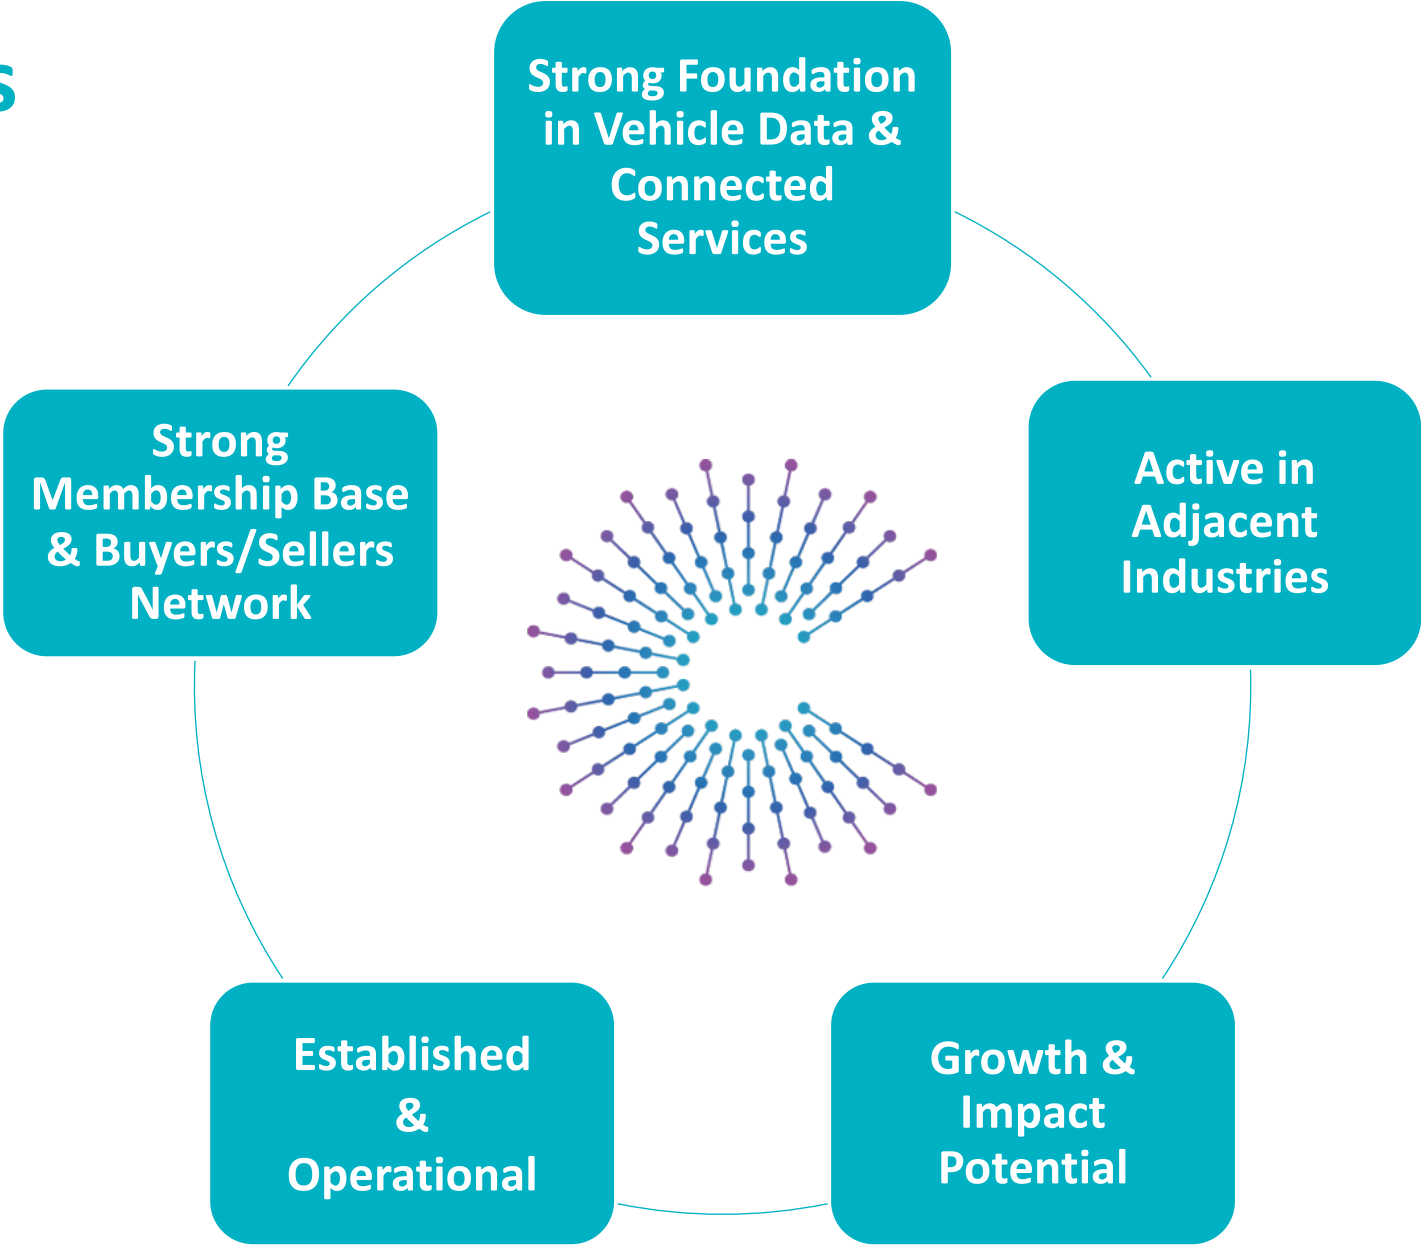 s
Strong Foundation
in Vehicle Data &
Connected
Services
Strong
Membership Base
& Buyers/Sellers
Network
Active in
Adjacent
Industries
Established
&
Operational
Growth &
Impact
Potential